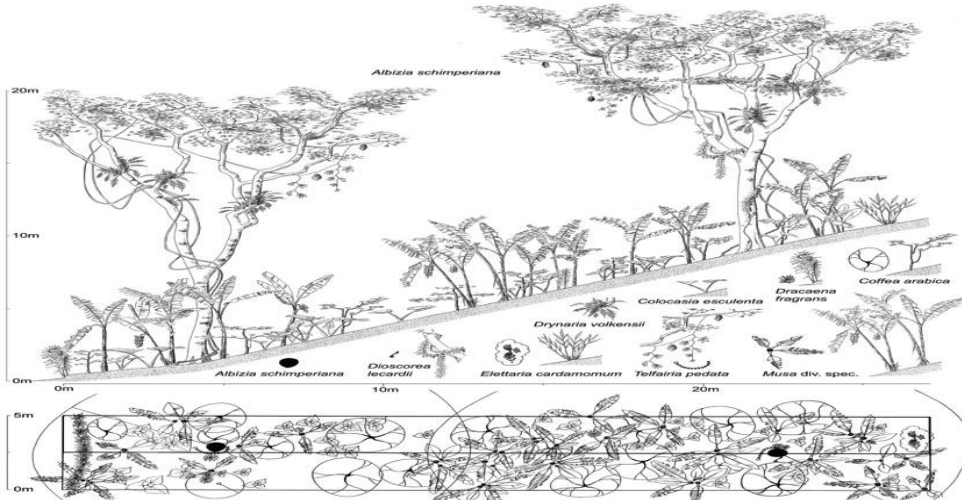 Albizia schimperiana
20m
10m
Dracaena
fragrans
Coffea arabica
Colocasia esculenta
Drynaria volkensii
Albizia schimperiana
Dioscorea
lecardii
Elettaria cardamomum
Telfairia pedata
Musa div. spec.
0m
0m
10m
20m
5m
0m